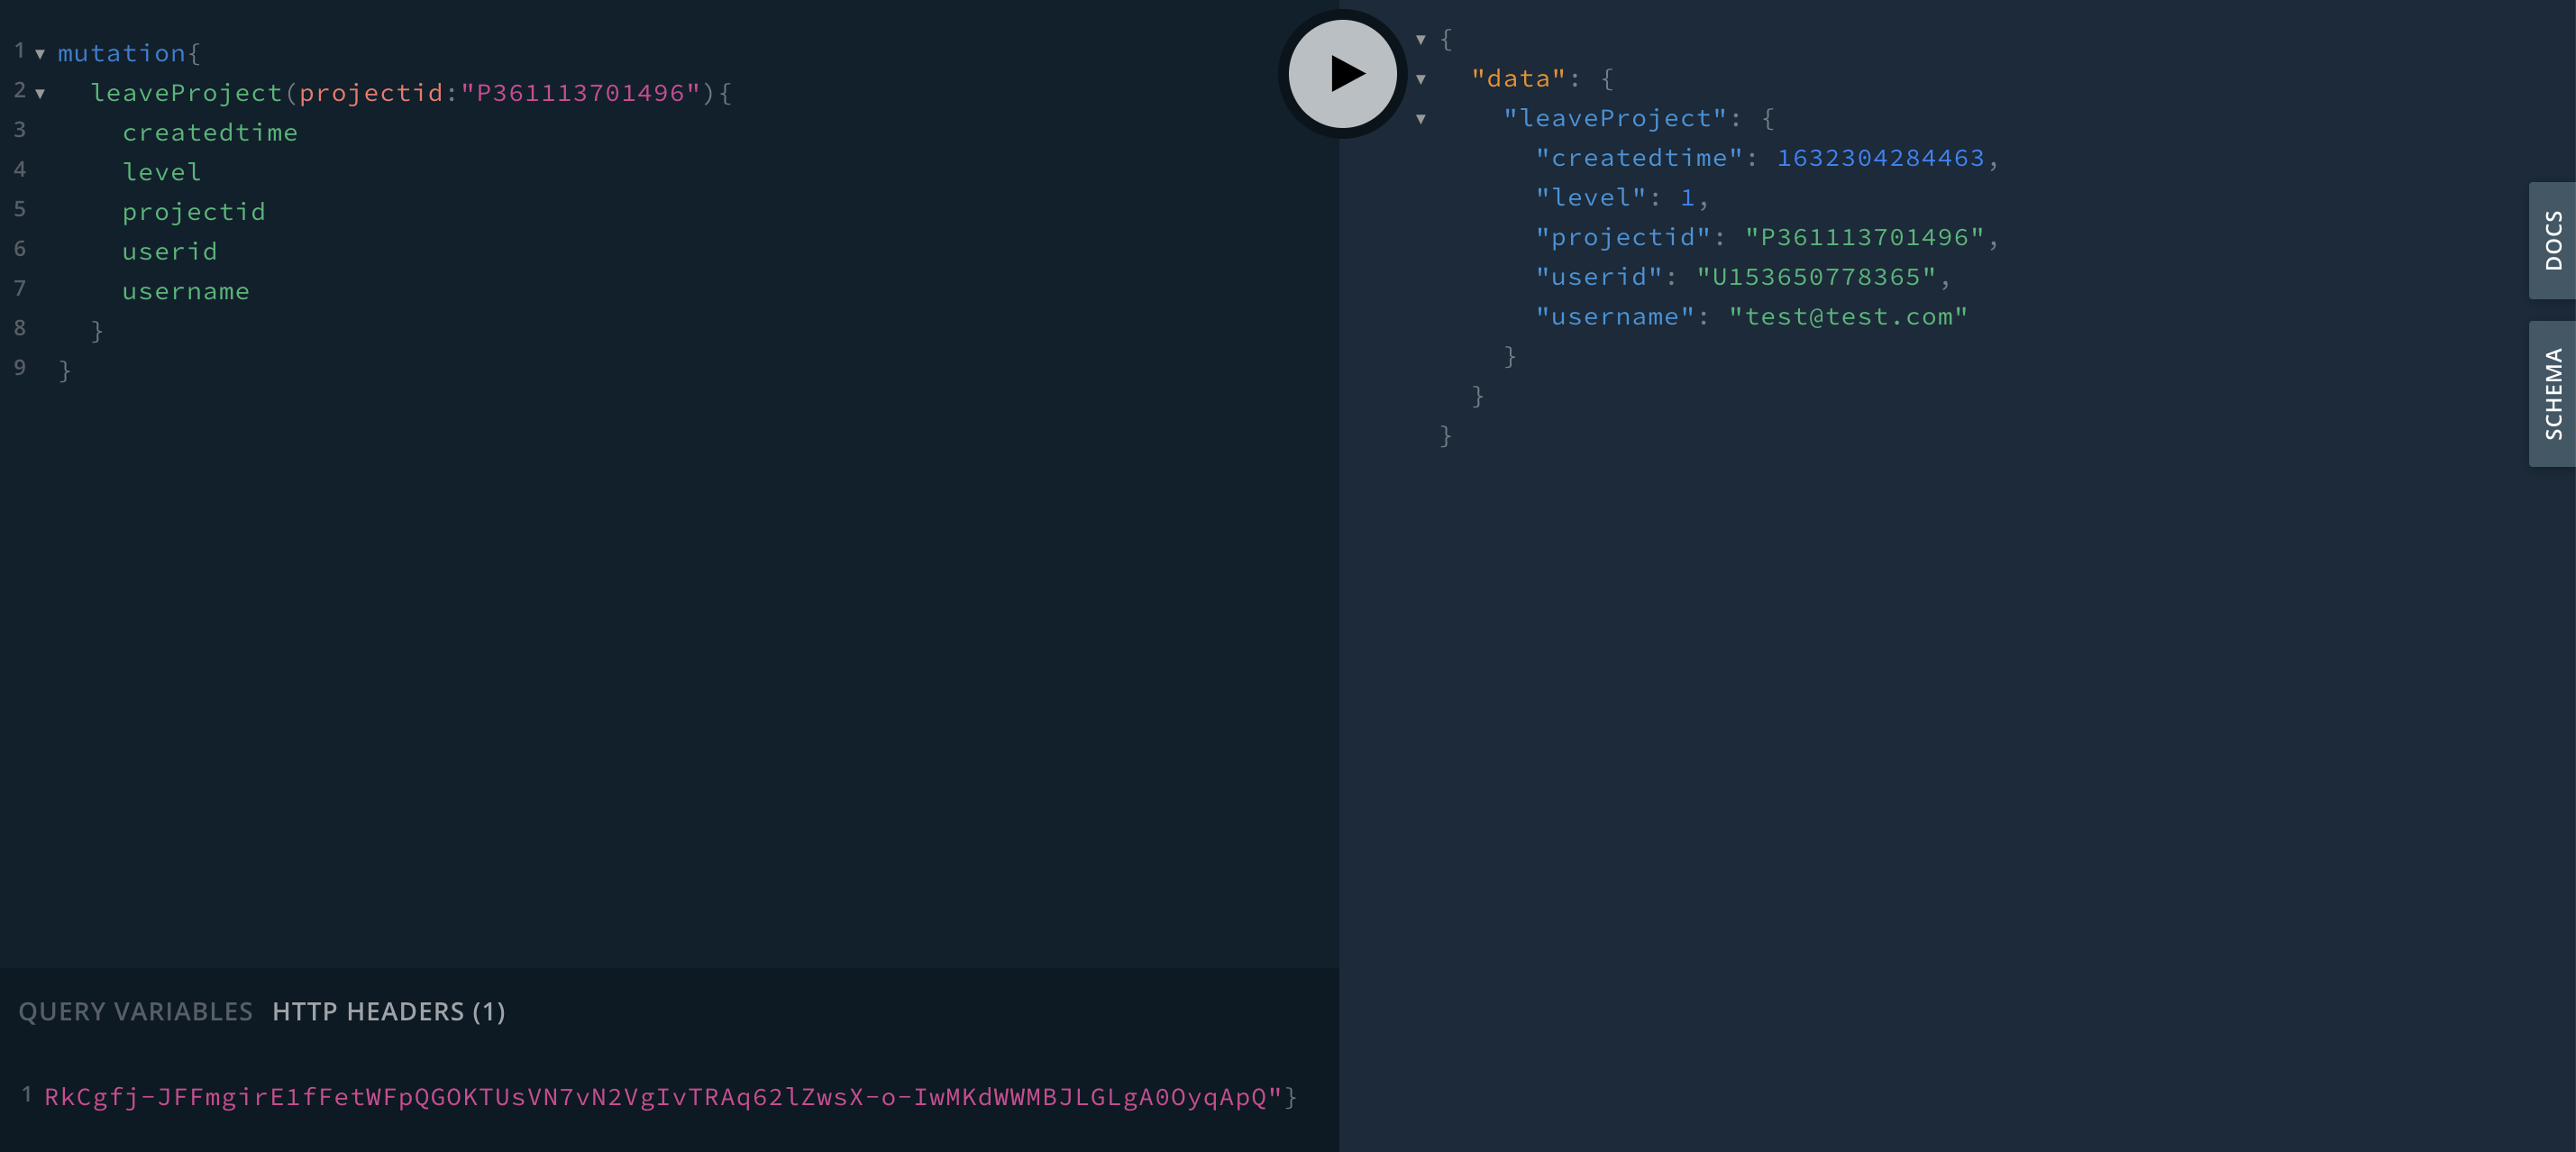 1 mutation{
2 leaveProject(projectid:"P361113701496"){
3 createdtime
4 level
5 projectid
6 userid
7 username
8 }
9 }
{
"data": {
"leaveProject": {
"createdtime": 1632304284463,
"level": 1,
"projectid": "P361113701496",
"userid": "U153650778365",
"username": "test@test.com"
}
}
}
DOCS
SCHEMA
QUERY VARIABLES HTTP HEADERS (1)
1 RkCgfj-JFFmgirE1fFetWFpQGOKTUsVN7vN2VgIvTRAq62lZwsX-o-IwMKdWWMBJLGLgA0OyqApQ"}